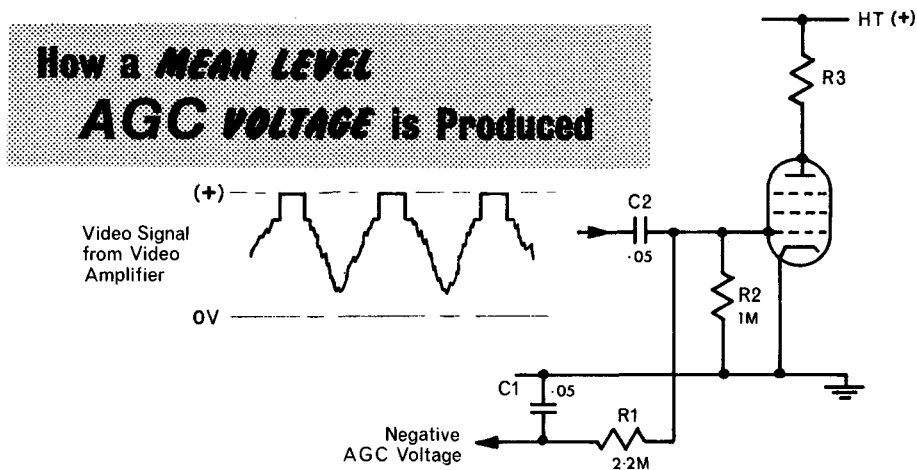 How a MEAN LEVEL
AGC VOLTAGE is Produced
HT (+)
R3
(+)
Video Signal
from Video
Amplifier
C2
·05
R2
1M
OV
C1
·05
R1
2·2M
Negative
AGC Voltage